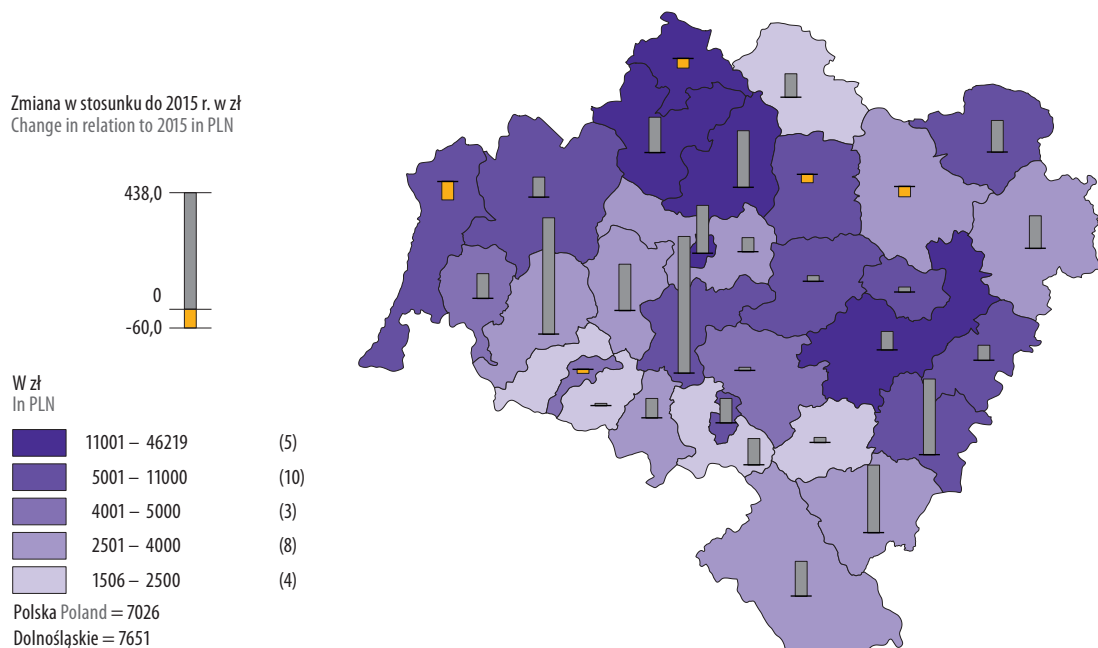 Zmiana w stosunku do 2015 r. w zł
Change in relation to 2015 in PLN
438,0
0
-60,0
W zł
In PLN
11001 – 46219 (5)
5001 – 11000 (10)
4001 – 5000 (3)
2501 – 4000 (8)
1506 – 2500 (4)
Polska Poland = 7026
Dolnośląskie = 7651